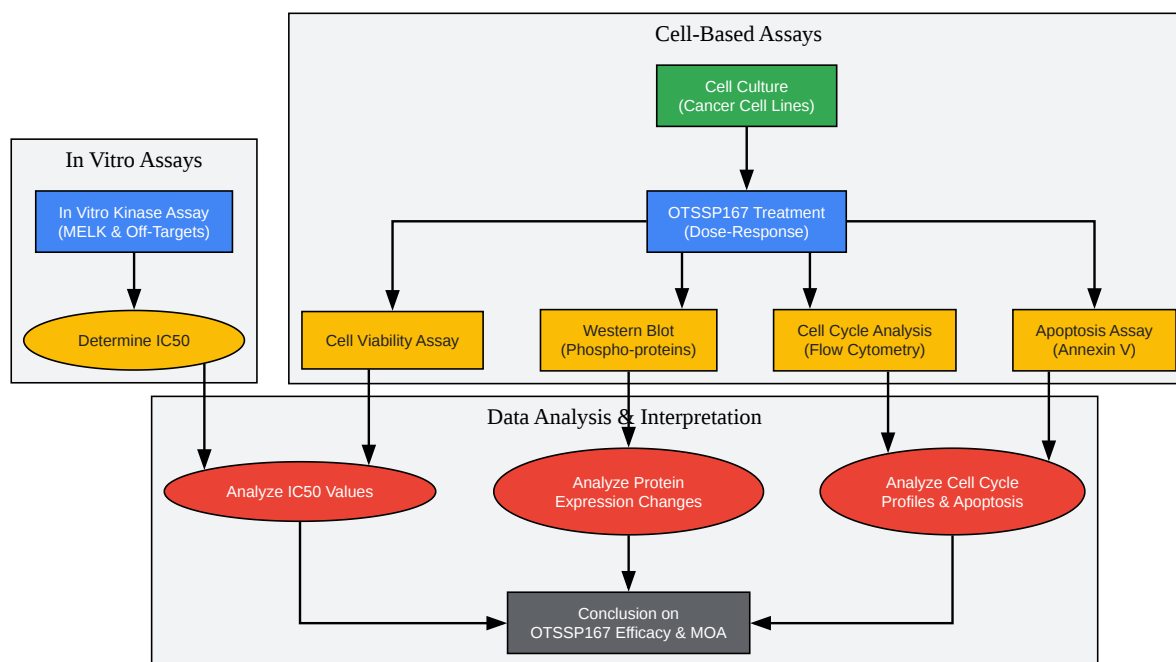 Cell-Based Assays
Cell Culture
(Cancer Cell Lines)
In Vitro Assays
In Vitro Kinase Assay
(MELK & Off-Targets)
OTSSP167 Treatment
(Dose-Response)
Determine IC50
Cell Viability Assay
Western Blot
(Phospho-proteins)
Cell Cycle Analysis
(Flow Cytometry)
Apoptosis Assay
(Annexin V)
Data Analysis & Interpretation
Analyze IC50 Values
Analyze Protein
Expression Changes
Analyze Cell Cycle
Profiles & Apoptosis
Conclusion on
OTSSP167 Efficacy & MOA